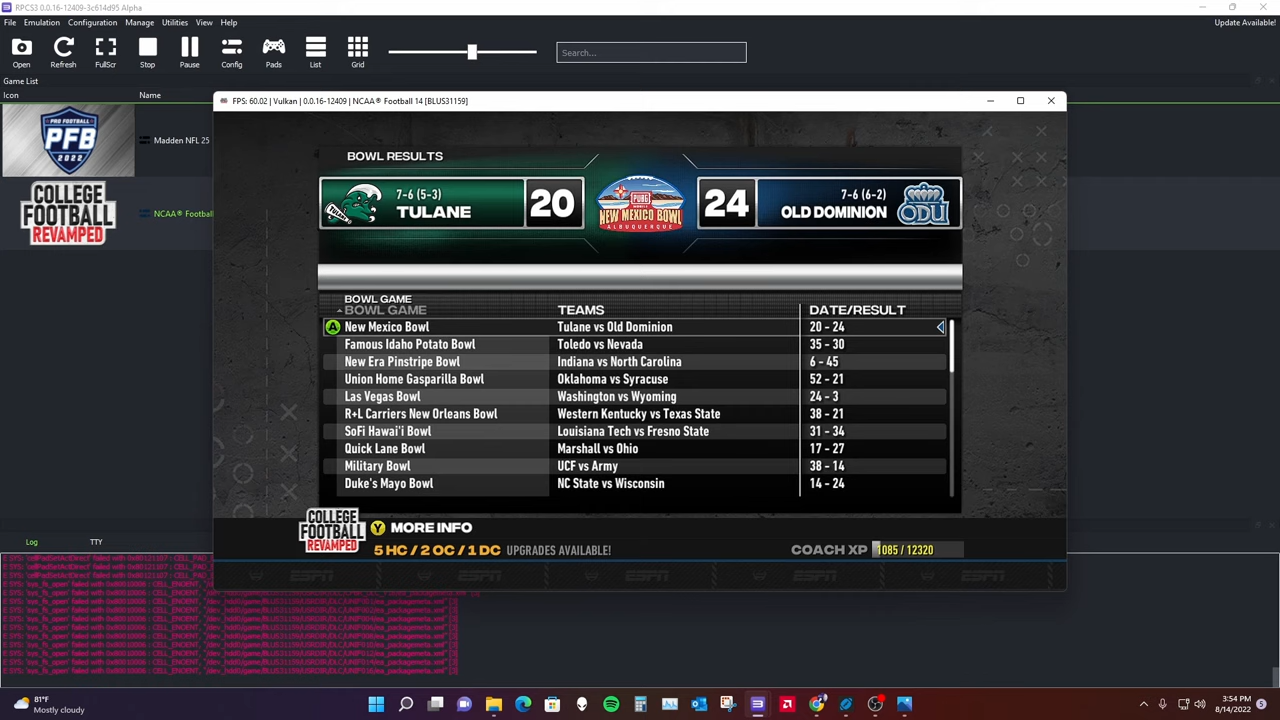 RPCS3 0.0.16-12409-3c614d95 Alpha
File Emulation Configuration Manage Utilities View Help
Update Available!
Open Refresh FullScr Stop Pause Config Pads List Grid
Search...
Game List
Icon Name
FPS: 60.02 | Vulkan | 0.0.16-12409 | NCAA® Football 14 [BLUS31159]
PRO FOOTBALL
PFB
2022
Madden NFL 25
COLLEGE
FOOTBALL
REVAMPED
NCAA® Football
BOWL RESULTS
7-6 (5-3)
TULANE
20
PUBG
MOBILE
NEW MEXICO BOWL
ALBUQUERQUE
24
7-6 (6-2)
OLD DOMINION
ODU
BOWL GAME
BOWL GAME TEAMS DATE/RESULT
A New Mexico Bowl Tulane vs Old Dominion 20 - 24
Famous Idaho Potato Bowl Toledo vs Nevada 35 - 30
New Era Pinstripe Bowl Indiana vs North Carolina 6 - 45
Union Home Gasparilla Bowl Oklahoma vs Syracuse 52 - 21
Las Vegas Bowl Washington vs Wyoming 24 - 3
R+L Carriers New Orleans Bowl Western Kentucky vs Texas State 38 - 21
SoFi Hawai'i Bowl Louisiana Tech vs Fresno State 31 - 34
Quick Lane Bowl Marshall vs Ohio 17 - 27
Military Bowl UCF vs Army 38 - 14
Duke's Mayo Bowl NC State vs Wisconsin 14 - 24
COLLEGE
FOOTBALL
REVAMPED
Y MORE INFO
5 HC / 2 OC / 1 DC UPGRADES AVAILABLE!
COACH XP 1085 / 12320
ESPN ESPN ESPN ESPN ESPN
Log TTY
81°F
Mostly cloudy
3:54 PM
8/14/2022